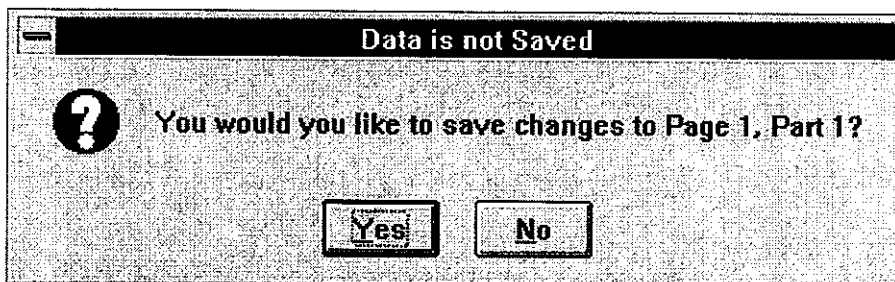 Data is not Saved
?
You would you like to save changes to Page 1, Part 1?
Yes No